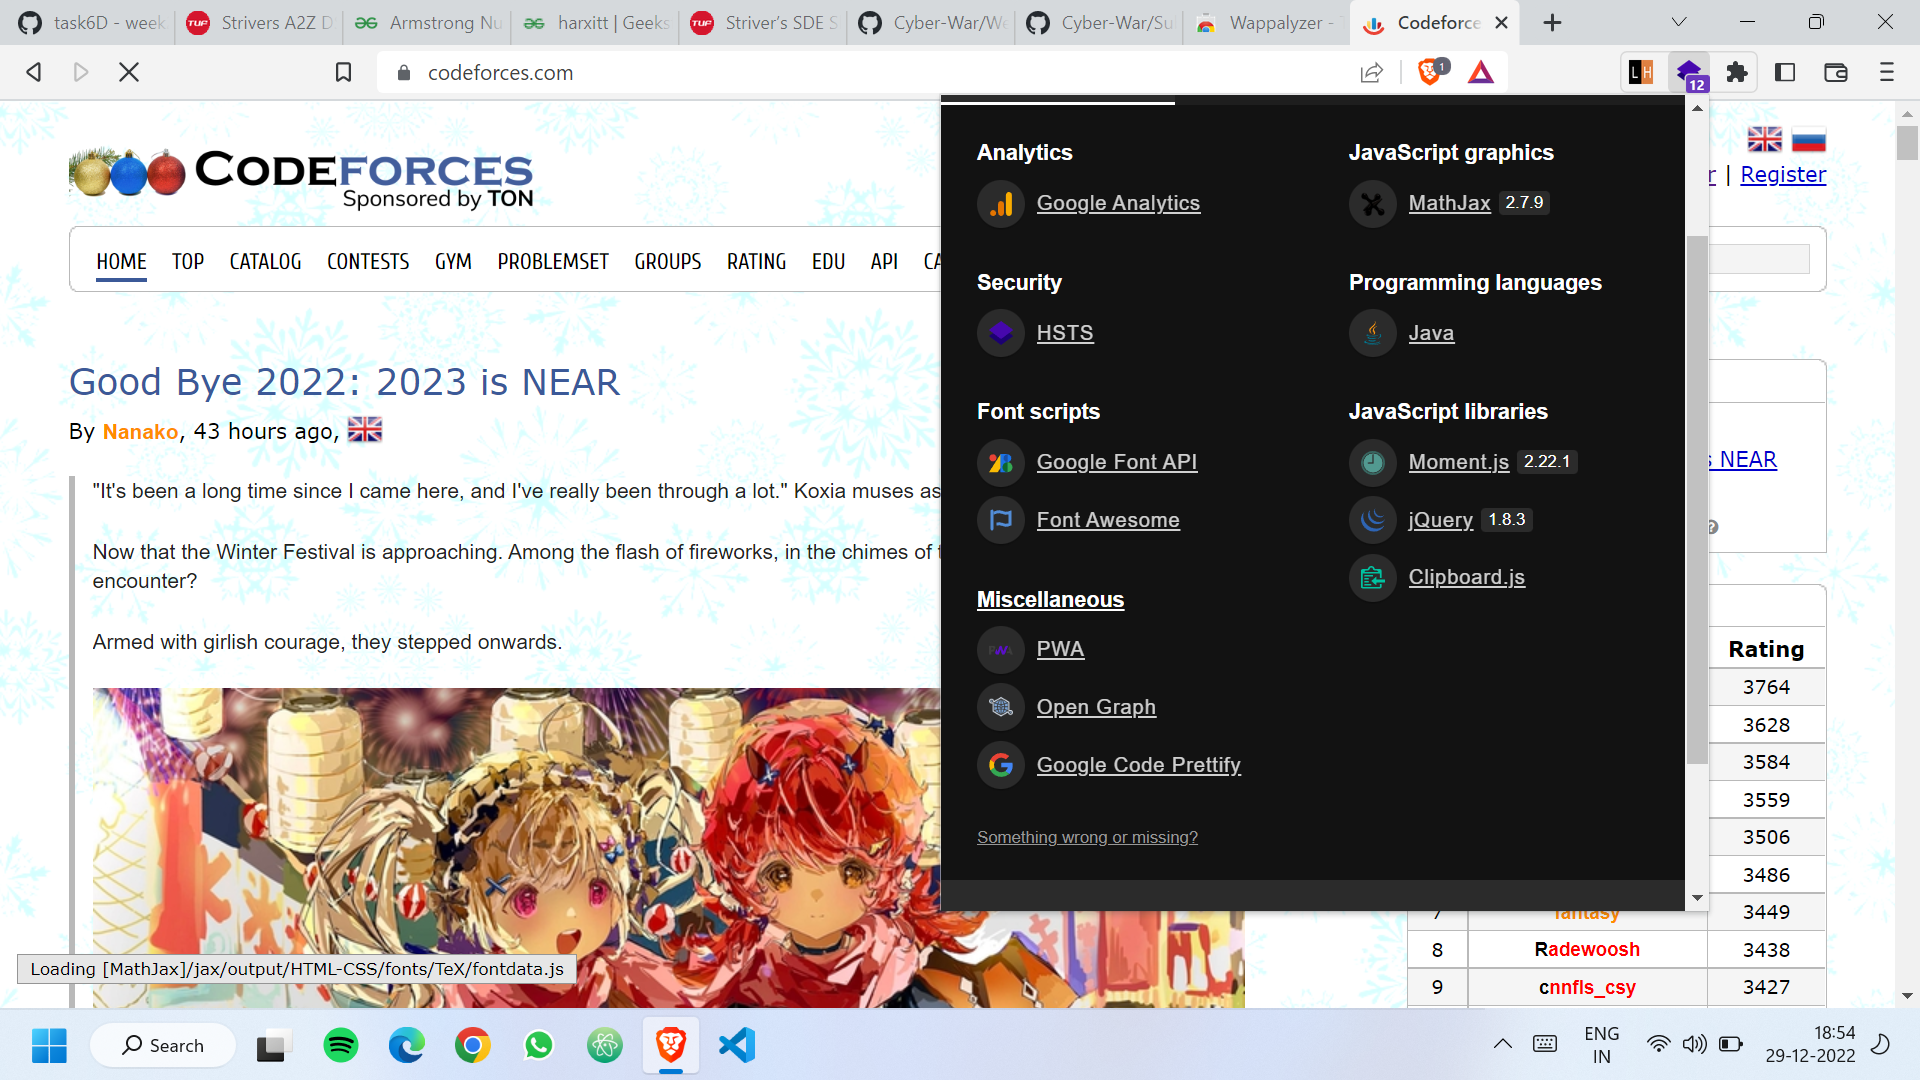 task6D - week
Strivers A2Z D
Armstrong Nu
harxitt | Geeks
Striver's SDE S
Cyber-War/We
Cyber-War/Su
Wappalyzer -
Codeforce
codeforces.com
1
LH
12
CODEFORCES
Sponsored by TON
| Register
HOME TOP CATALOG CONTESTS GYM PROBLEMSET GROUPS RATING EDU API CA
Good Bye 2022: 2023 is NEAR
By Nanako, 43 hours ago,
"It's been a long time since I came here, and I've really been through a lot." Koxia muses as
Now that the Winter Festival is approaching. Among the flash of fireworks, in the chimes of
encounter?
Armed with girlish courage, they stepped onwards.
Loading [MathJax]/jax/output/HTML-CSS/fonts/TeX/fontdata.js
Analytics
Google Analytics
Security
HSTS
Font scripts
Google Font API
Font Awesome
Miscellaneous
PWA
Open Graph
Google Code Prettify
Something wrong or missing?
JavaScript graphics
MathJax 2.7.9
Programming languages
Java
JavaScript libraries
Moment.js 2.22.1
jQuery 1.8.3
Clipboard.js
NEAR
Rating
3764
3628
3584
3559
3506
3486
7 fantasy 3449
8 Radewoosh 3438
9 cnnfls_csy 3427
Search
ENG
IN
18:54
29-12-2022